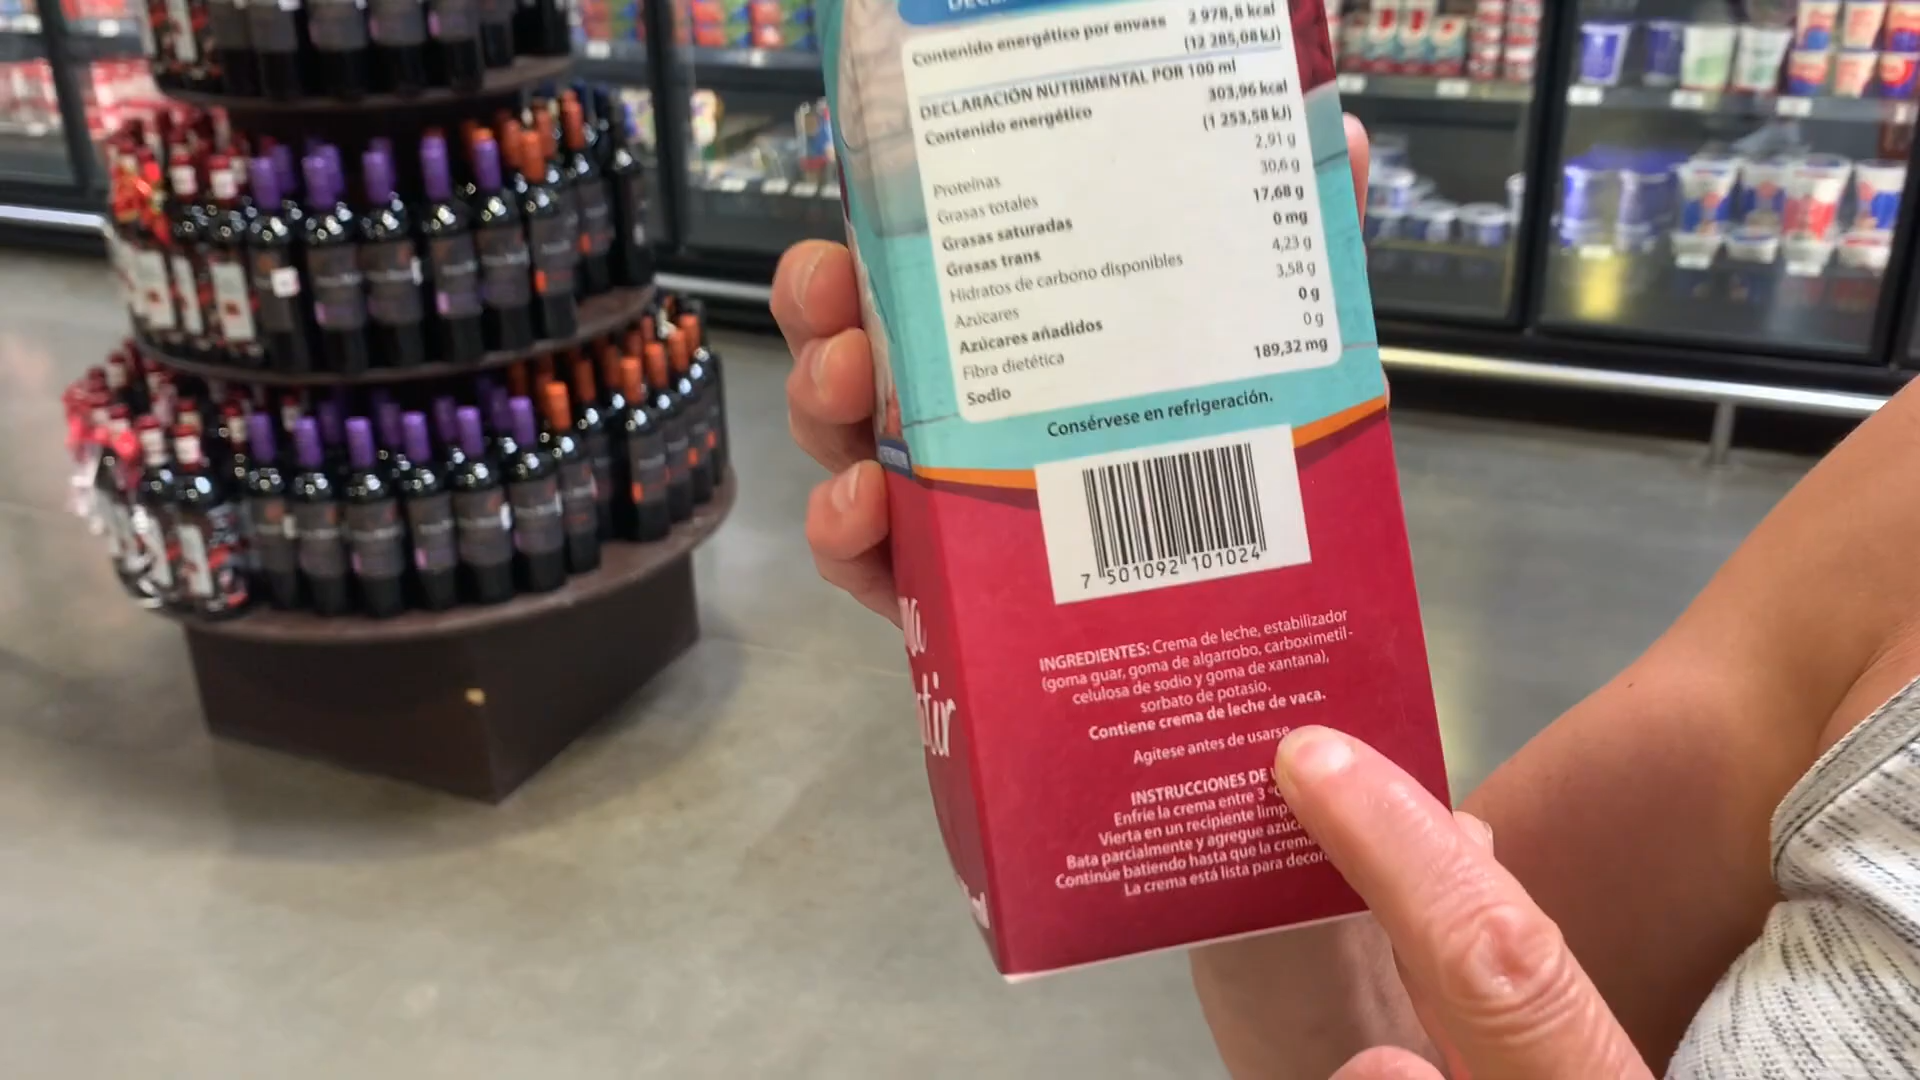 Contenido energético por envase 2 978,8 kcal
(12 285,08 kJ)
DECLARACIÓN NUTRIMENTAL POR 100 ml
Contenido energético 303,96 kcal
(1 253,58 kJ)
Proteínas 2,91 g
Grasas totales 30,6 g
Grasas saturadas 17,68 g
Grasas trans 0 mg
Hidratos de carbono disponibles 4,23 g
Azúcares 3,58 g
Azúcares añadidos 0 g
Fibra dietética 0 g
Sodio 189,32 mg
Consérvese en refrigeración.
7 501092 101024
INGREDIENTES: Crema de leche, estabilizador
(goma guar, goma de algarrobo, carboximetil-
celulosa de sodio y goma de xantana),
sorbato de potasio.
Contiene crema de leche de vaca.
Agítese antes de usarse
INSTRUCCIONES DE
Enfríe la crema entre 3 °
Vierta en un recipiente
Bata parcialmente y agregue
Continúe batiendo hasta que la
La crema está lista para